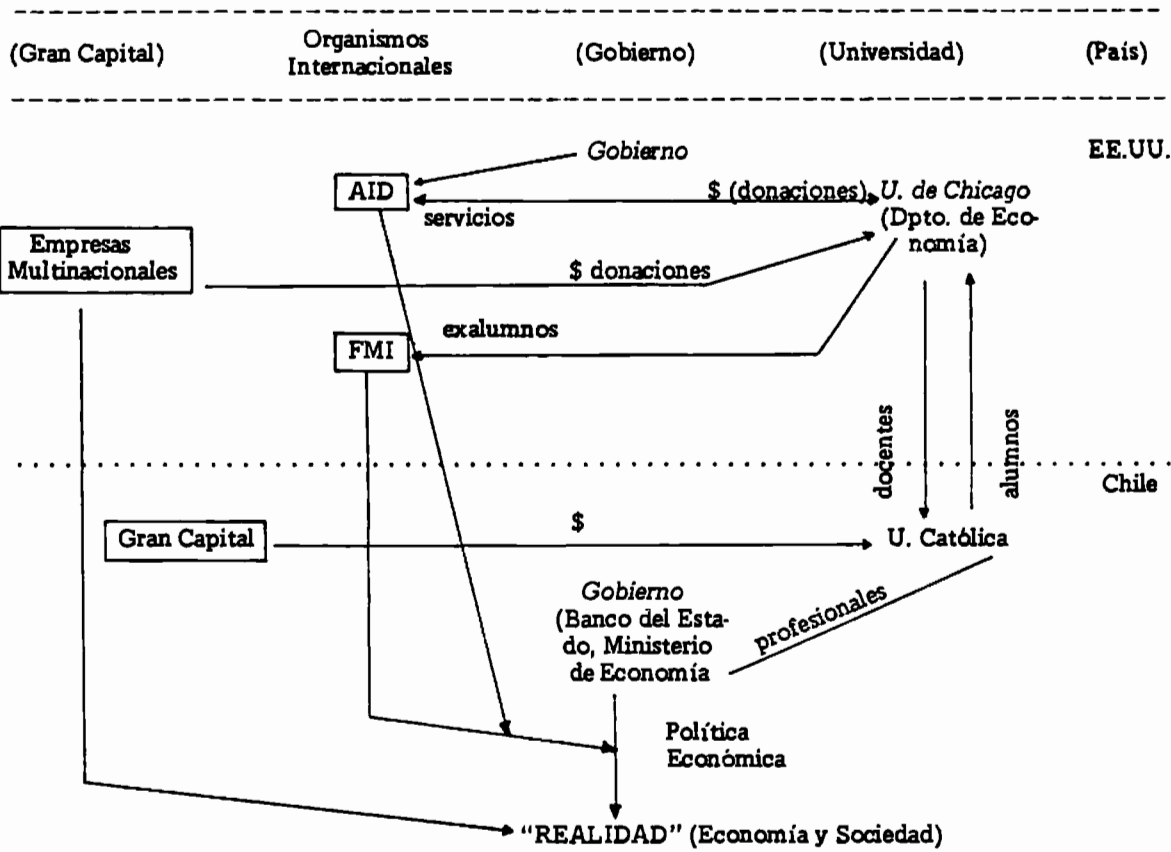 (Gran Capital)
Organismos
Internacionales
(Gobierno)
(Universidad)
(País)
Gobierno
EE.UU.
AID
$ (donaciones)
U. de Chicago
servicios
(Dpto. de Eco-
nomía)
Empresas
Multinacionales
$ donaciones
exalumnos
FMI
docentes
alumnos
Chile
Gran Capital
$
U. Católica
Gobierno
(Banco del Esta-
do, Ministerio
de Economía
profesionales
Política
Económica
"REALIDAD" (Economía y Sociedad)